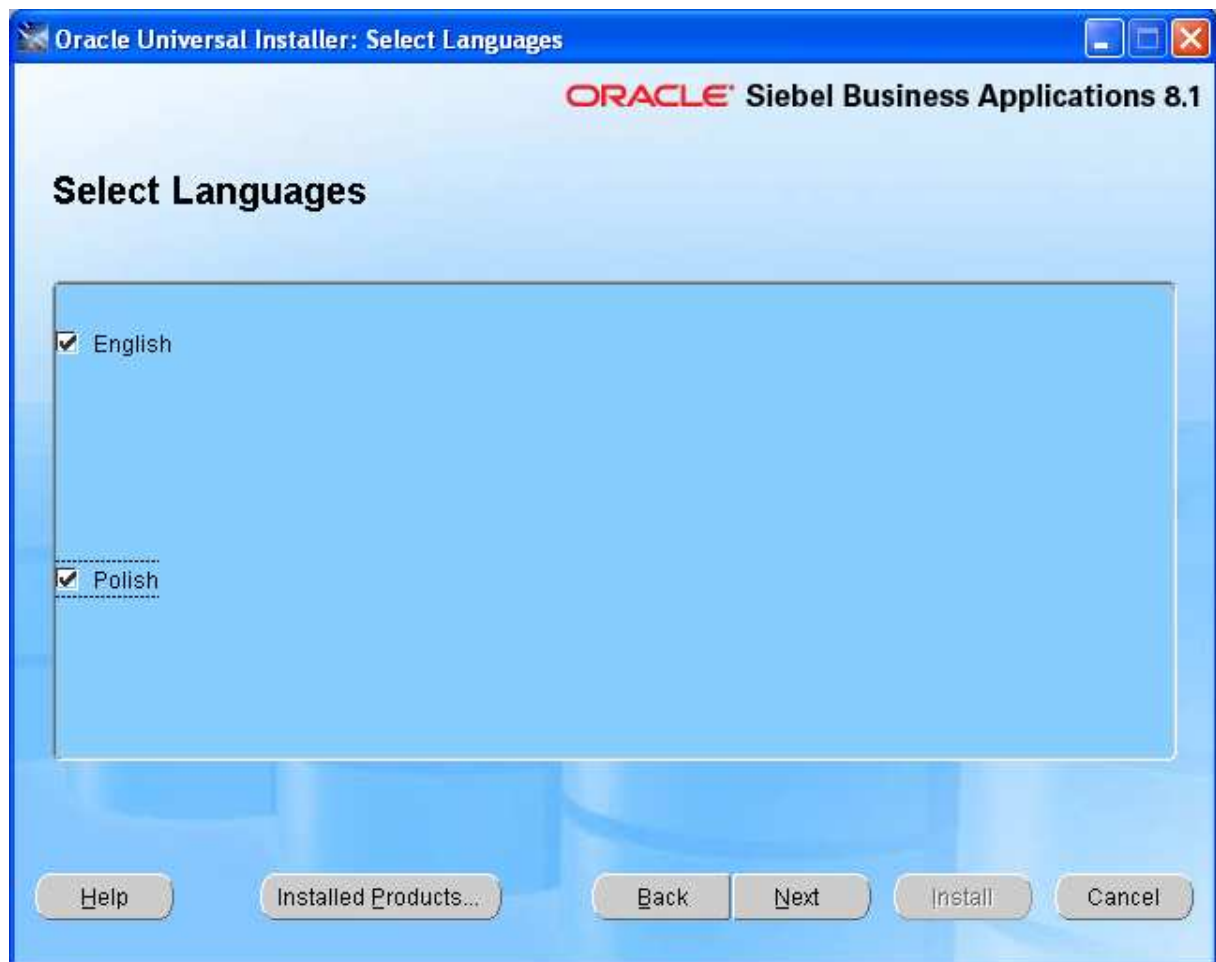 Oracle Universal Installer: Select Languages
ORACLE® Siebel Business Applications 8.1
Select Languages
English
Polish
Help Installed Products... Back Next Install Cancel